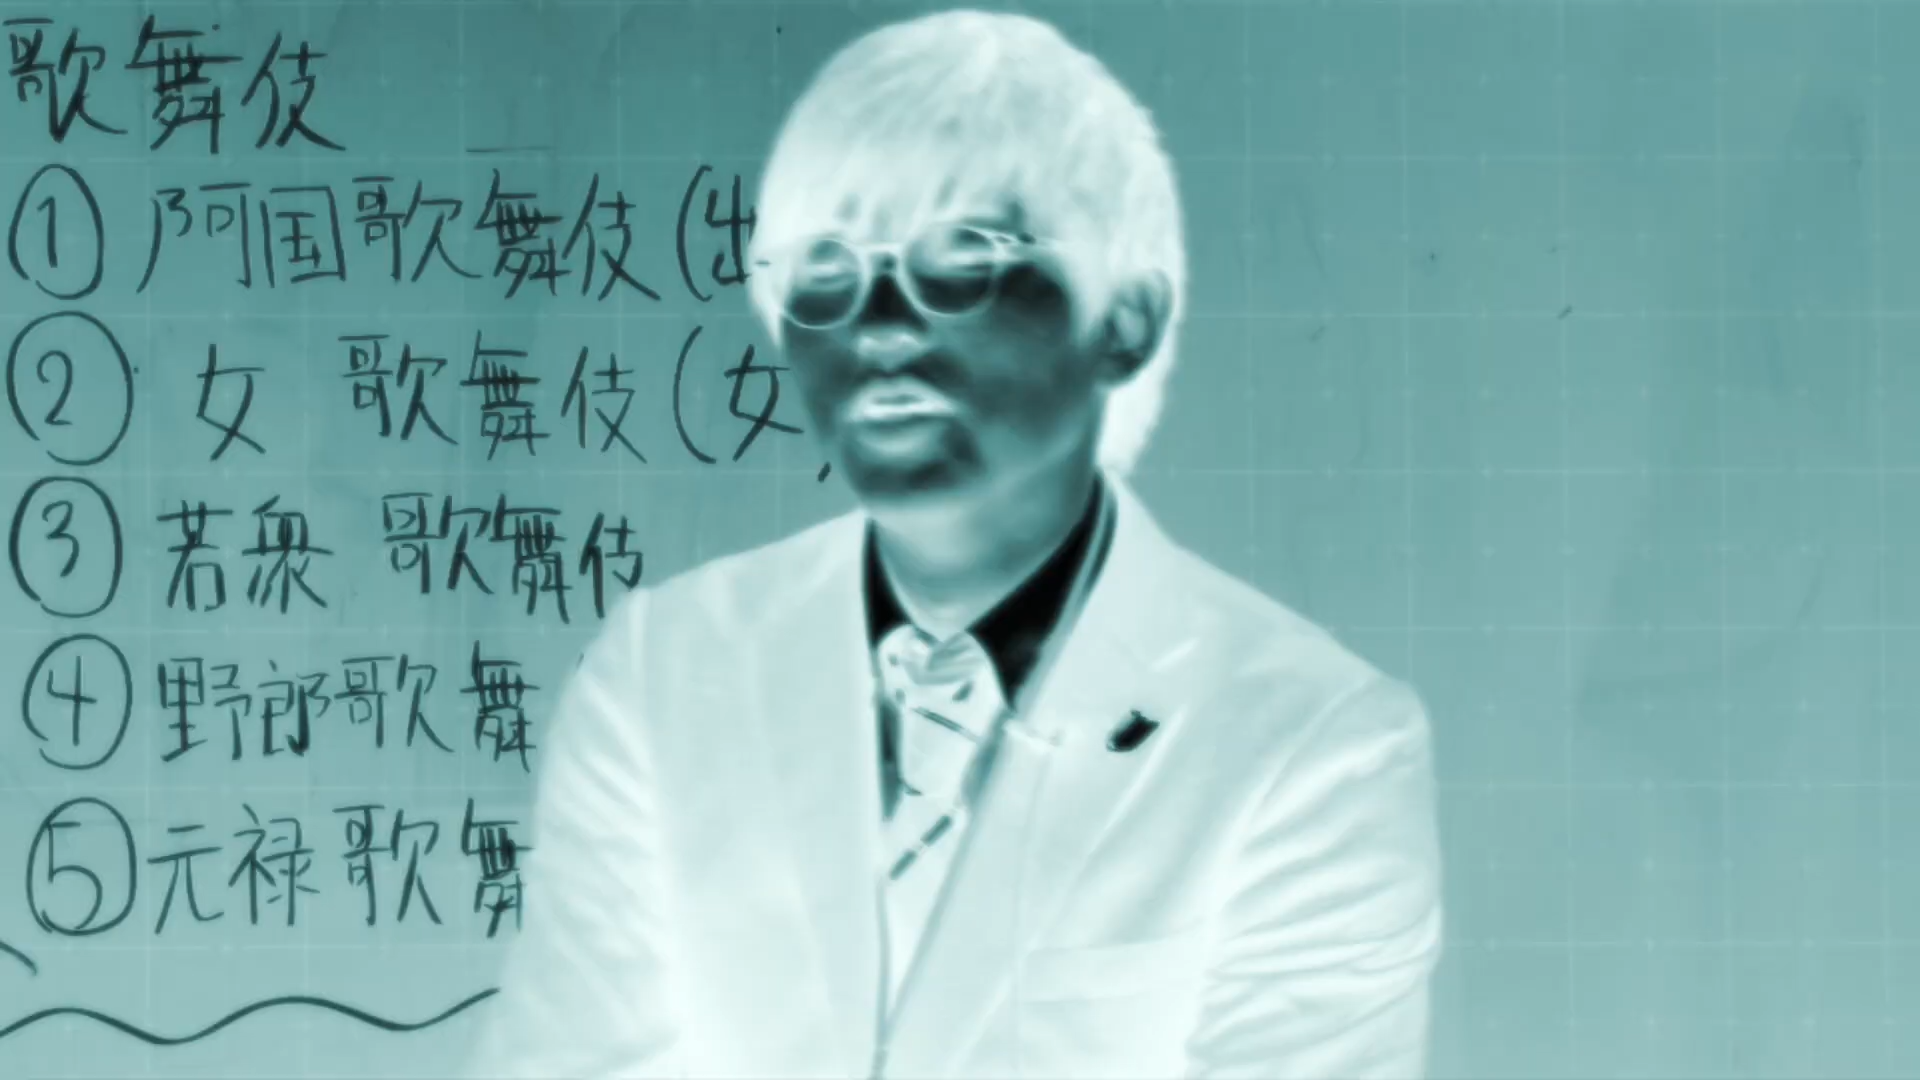 歌舞伎
① 阿国歌舞伎(出
② 女 歌舞伎(女
③ 若衆 歌舞伎
④ 野郎歌舞
⑤ 元禄歌舞